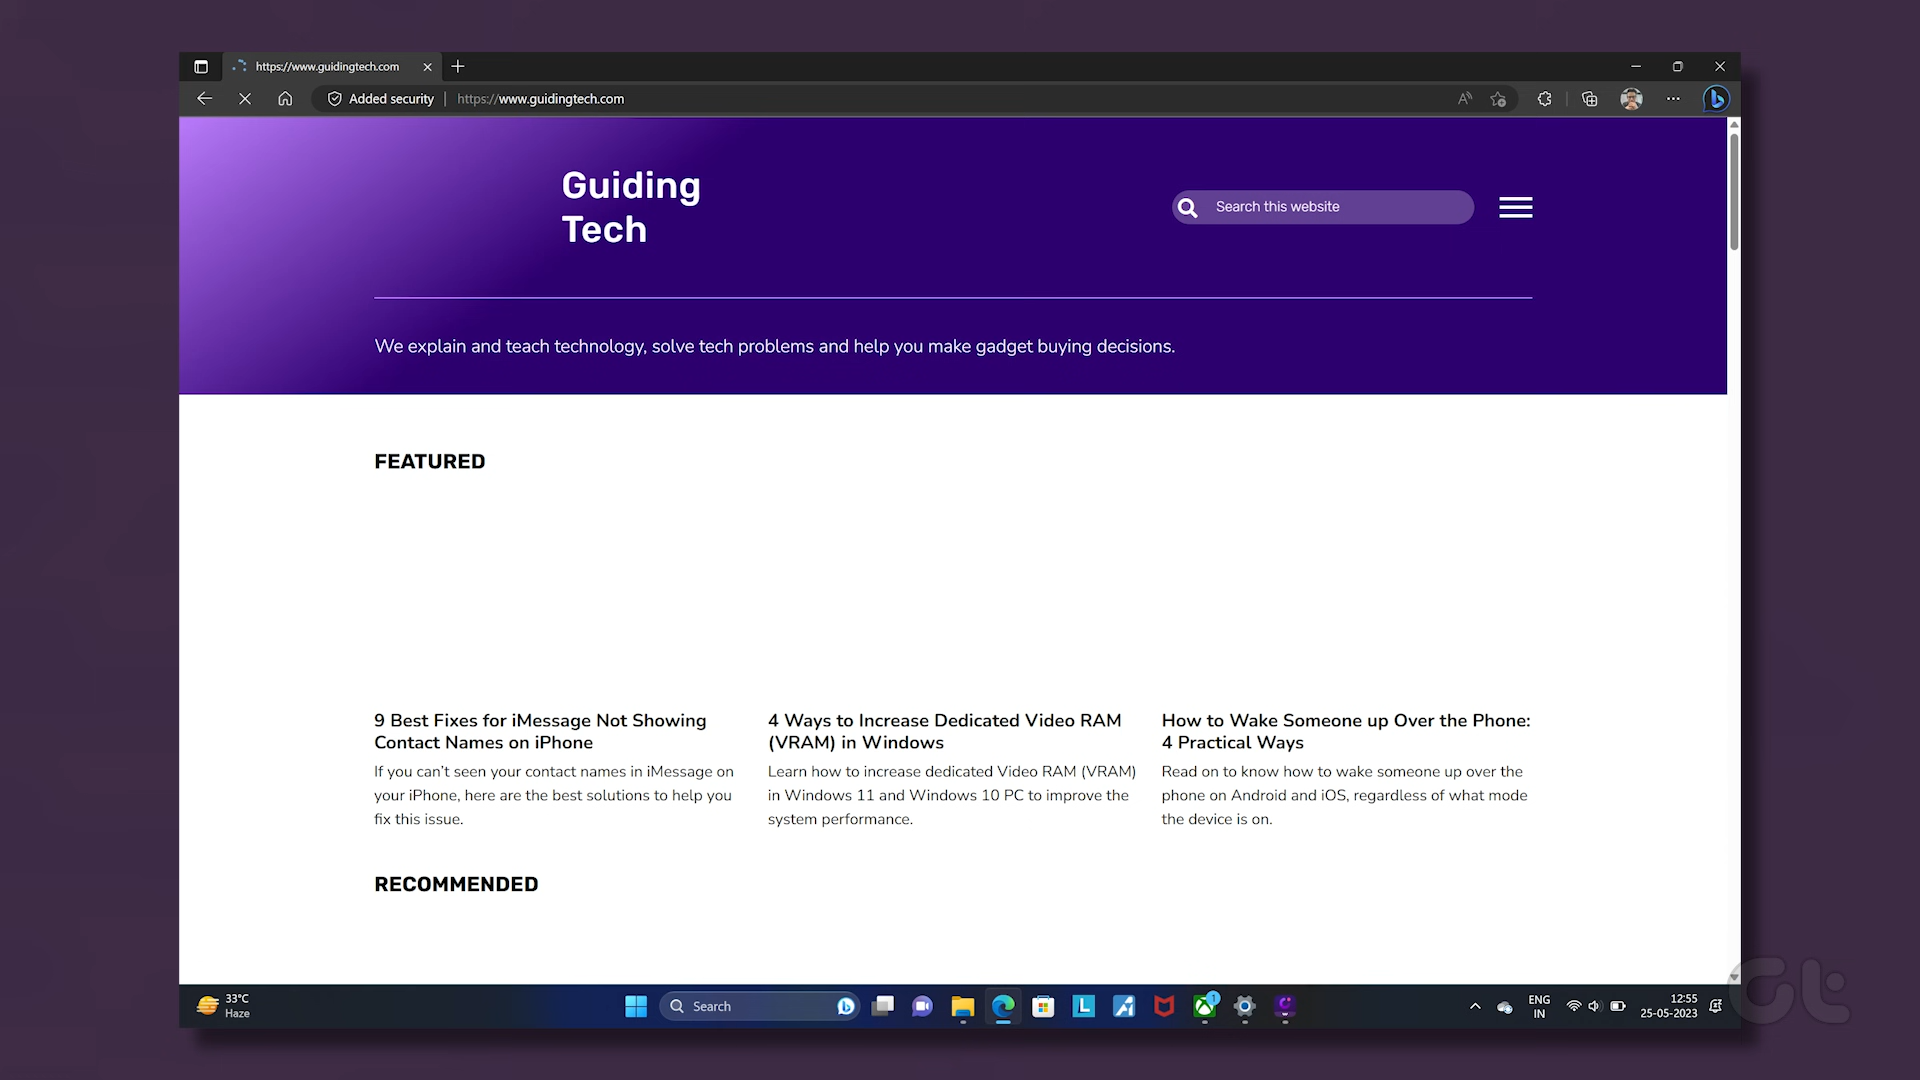 https://www.guidingtech.com
Added security
https://www.guidingtech.com
Guiding
Tech
Search this website
We explain and teach technology, solve tech problems and help you make gadget buying decisions.
FEATURED
9 Best Fixes for iMessage Not Showing
Contact Names on iPhone
If you can’t seen your contact names in iMessage on
your iPhone, here are the best solutions to help you
fix this issue.
4 Ways to Increase Dedicated Video RAM
(VRAM) in Windows
Learn how to increase dedicated Video RAM (VRAM)
in Windows 11 and Windows 10 PC to improve the
system performance.
How to Wake Someone up Over the Phone:
4 Practical Ways
Read on to know how to wake someone up over the
phone on Android and iOS, regardless of what mode
the device is on.
RECOMMENDED
33°C
Haze
Search
L
1
ENG
IN
12:55
25-05-2023
Gt